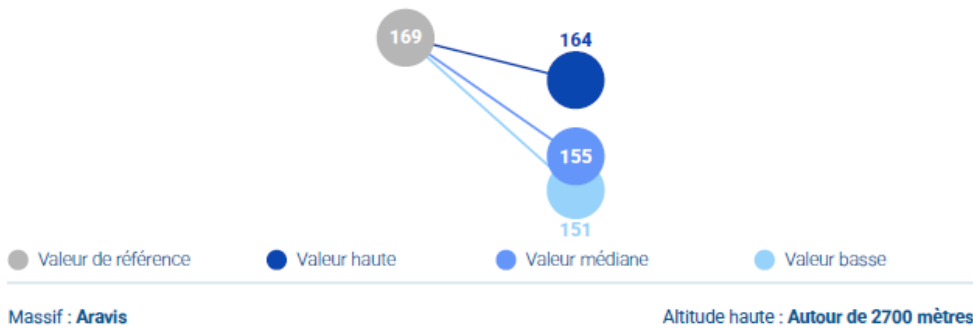 169
164
155
151
Valeur de référence Valeur haute Valeur médiane Valeur basse
Massif : Aravis Altitude haute : Autour de 2700 mètres